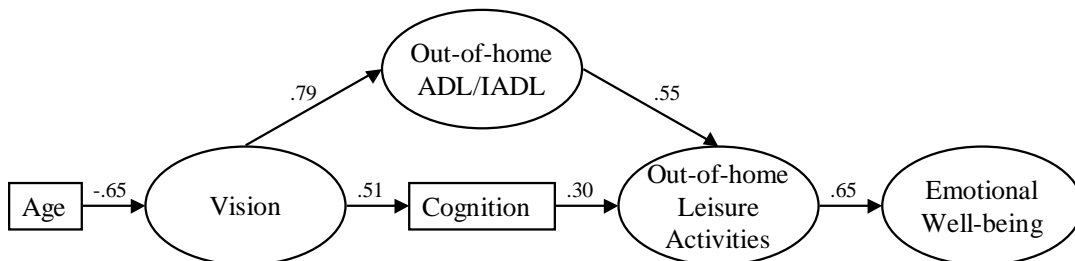 Out-of-home
ADL/IADL
.79
.55
Age
-.65
Vision
.51
Cognition
.30
Out-of-home
Leisure
Activities
.65
Emotional
Well-being